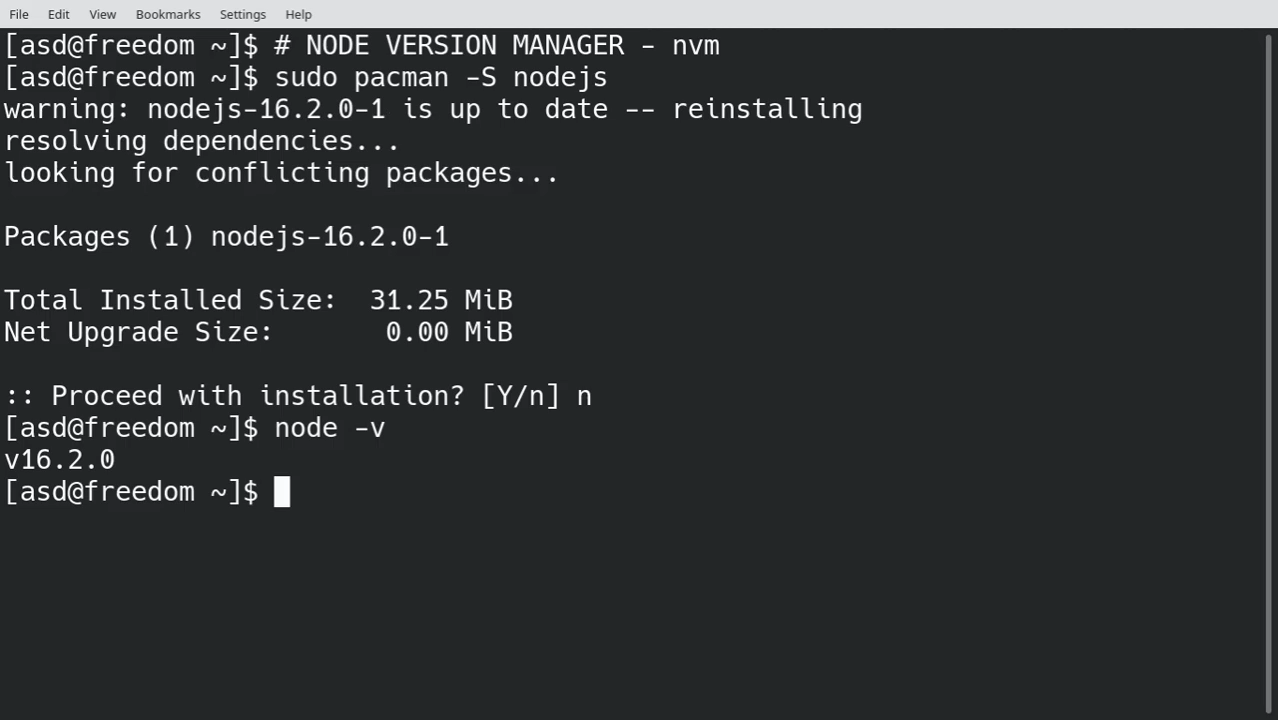 File Edit View Bookmarks Settings Help
[asd@freedom ~]$ # NODE VERSION MANAGER - nvm
[asd@freedom ~]$ sudo pacman -S nodejs
warning: nodejs-16.2.0-1 is up to date -- reinstalling
resolving dependencies...
looking for conflicting packages...
Packages (1) nodejs-16.2.0-1
Total Installed Size:  31.25 MiB
Net Upgrade Size:       0.00 MiB
:: Proceed with installation? [Y/n] n
[asd@freedom ~]$ node -v
v16.2.0
[asd@freedom ~]$